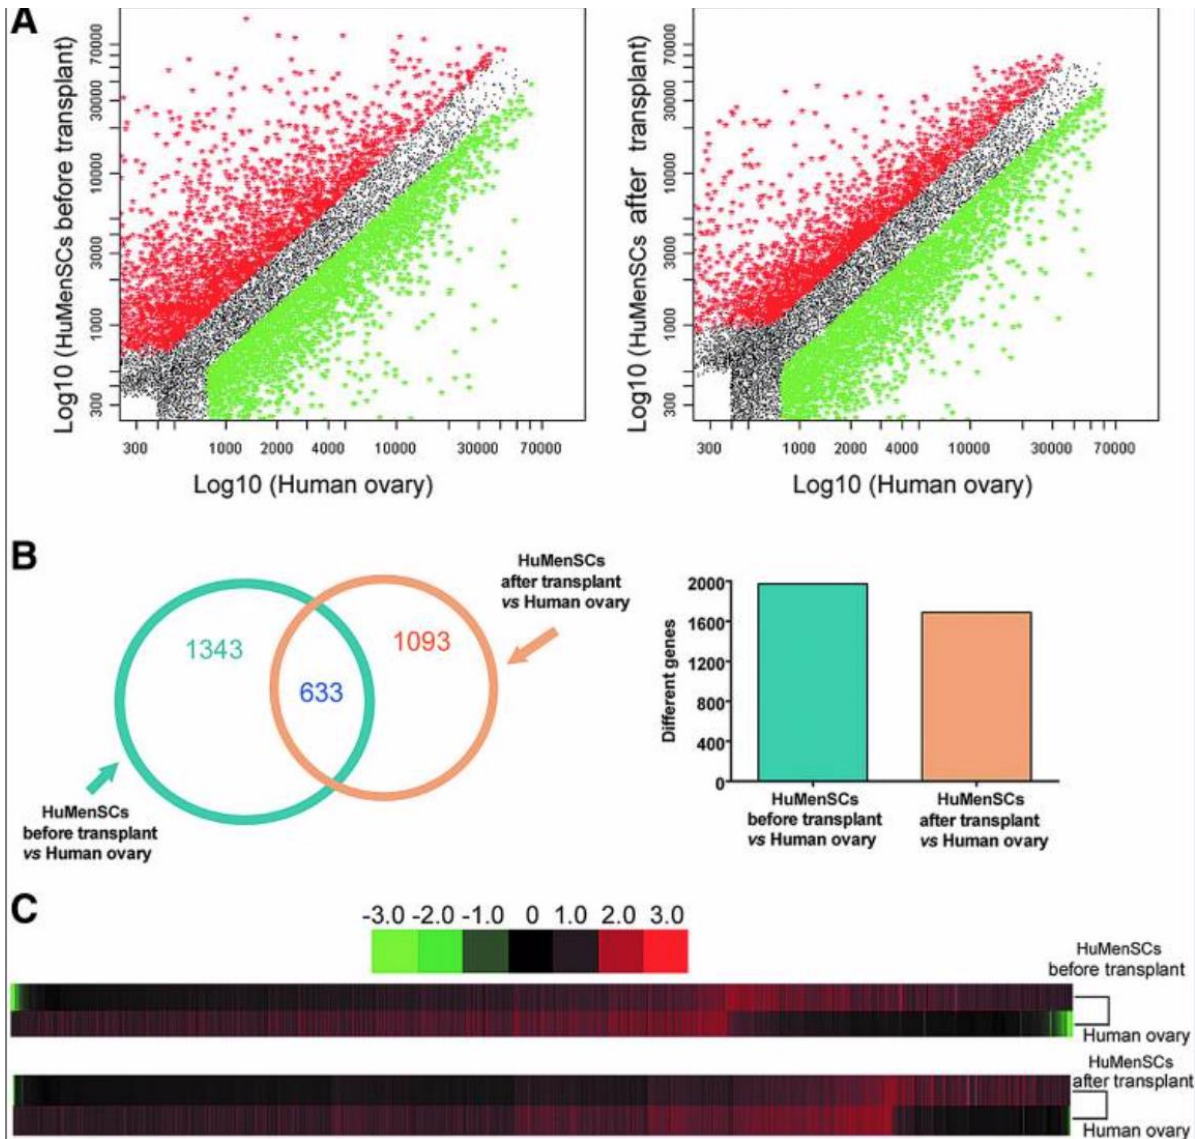 A
Log10 (HuMenSCs before transplant)
70000
30000
10000
3000
1000
300
300 1000 2000 4000 10000 30000 70000
Log10 (Human ovary)
Log10 (HuMenSCs after transplant)
70000
30000
10000
3000
1000
300
300 1000 2000 4000 10000 30000 70000
Log10 (Human ovary)
B
1343
633
1093
HuMenSCs
after transplant
vs Human ovary
HuMenSCs
before transplant
vs Human ovary
Different genes
2000
1600
1200
800
400
0
HuMenSCs
before transplant
vs Human ovary
HuMenSCs
after transplant
vs Human ovary
C
-3.0 -2.0 -1.0 0 1.0 2.0 3.0
HuMenSCs
before transplant
Human ovary
HuMenSCs
after transplant
Human ovary